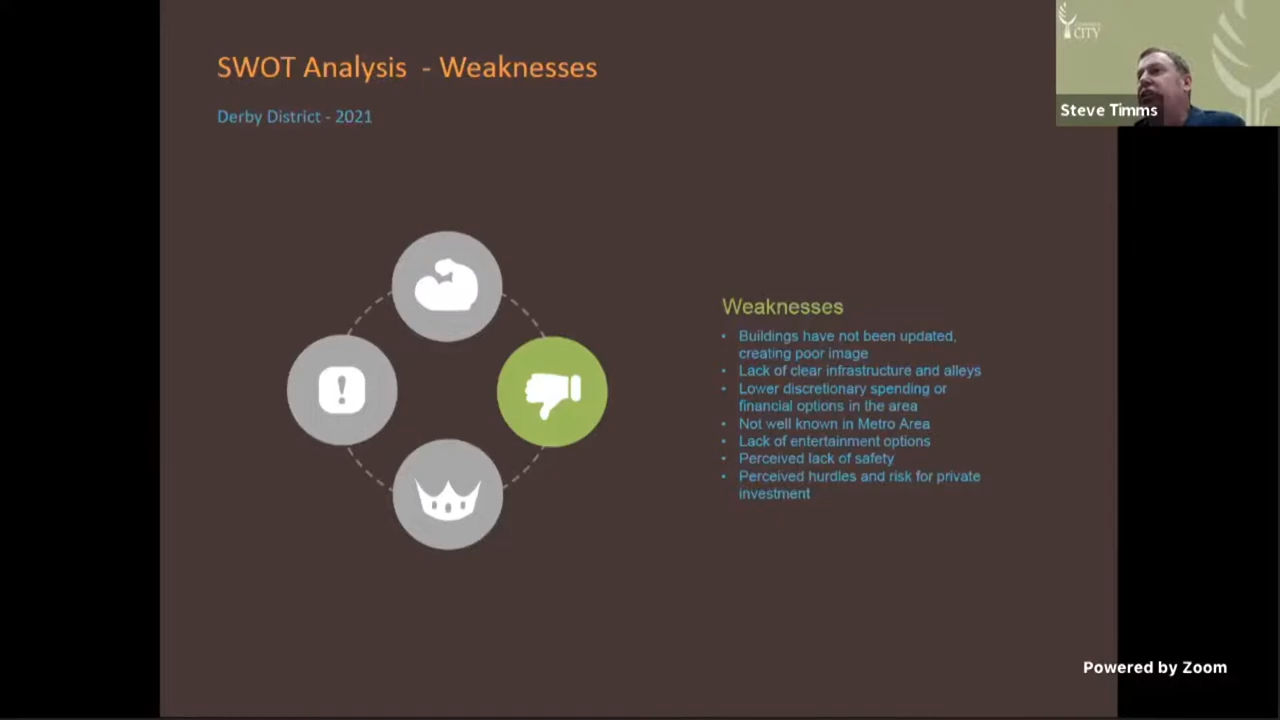 SWOT Analysis - Weaknesses
Derby District - 2021
CITY
Steve Timms
Weaknesses
• Buildings have not been updated,
creating poor image
• Lack of clear infrastructure and alleys
• Lower discretionary spending or
financial options in the area
• Not well known in Metro Area
• Lack of entertainment options
• Perceived lack of safety
• Perceived hurdles and risk for private
investment
Powered by Zoom